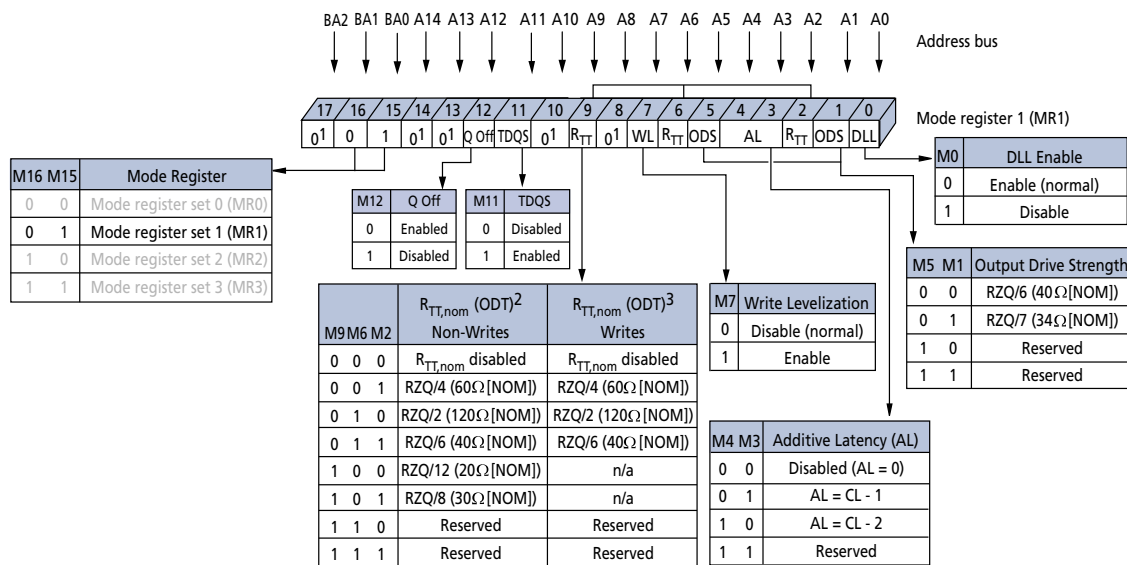 BA2 BA1 BA0 A14 A13 A12 A11 A10 A9 A8 A7 A6 A5 A4 A3 A2 A1 A0
Address bus
17 16 15 14 13 12 11 10 9 8 7 6 5 4 3 2 1 0
Mode register 1 (MR1)
0¹ 0 1 0¹ 0¹ Q Off TDQS 0¹ RTT 0¹ WL RTT ODS AL RTT ODS DLL
M0 DLL Enable
0 Enable (normal)
1 Disable
M16 M15 Mode Register
0 0 Mode register set 0 (MR0)
0 1 Mode register set 1 (MR1)
1 0 Mode register set 2 (MR2)
1 1 Mode register set 3 (MR3)
M12 Q Off
0 Enabled
1 Disabled
M11 TDQS
0 Disabled
1 Enabled
M5 M1 Output Drive Strength
0 0 RZQ/6 (40Ω[NOM])
0 1 RZQ/7 (34Ω[NOM])
1 0 Reserved
1 1 Reserved
M7 Write Levelization
0 Disable (normal)
1 Enable
RTT,nom (ODT)² RTT,nom (ODT)³
M9 M6 M2 Non-Writes Writes
0 0 0 RTT,nom disabled RTT,nom disabled
0 0 1 RZQ/4 (60Ω[NOM]) RZQ/4 (60Ω[NOM])
0 1 0 RZQ/2 (120Ω[NOM]) RZQ/2 (120Ω[NOM])
0 1 1 RZQ/6 (40Ω[NOM]) RZQ/6 (40Ω[NOM])
1 0 0 RZQ/12 (20Ω[NOM]) n/a
1 0 1 RZQ/8 (30Ω[NOM]) n/a
1 1 0 Reserved Reserved
1 1 1 Reserved Reserved
M4 M3 Additive Latency (AL)
0 0 Disabled (AL = 0)
0 1 AL = CL - 1
1 0 AL = CL - 2
1 1 Reserved